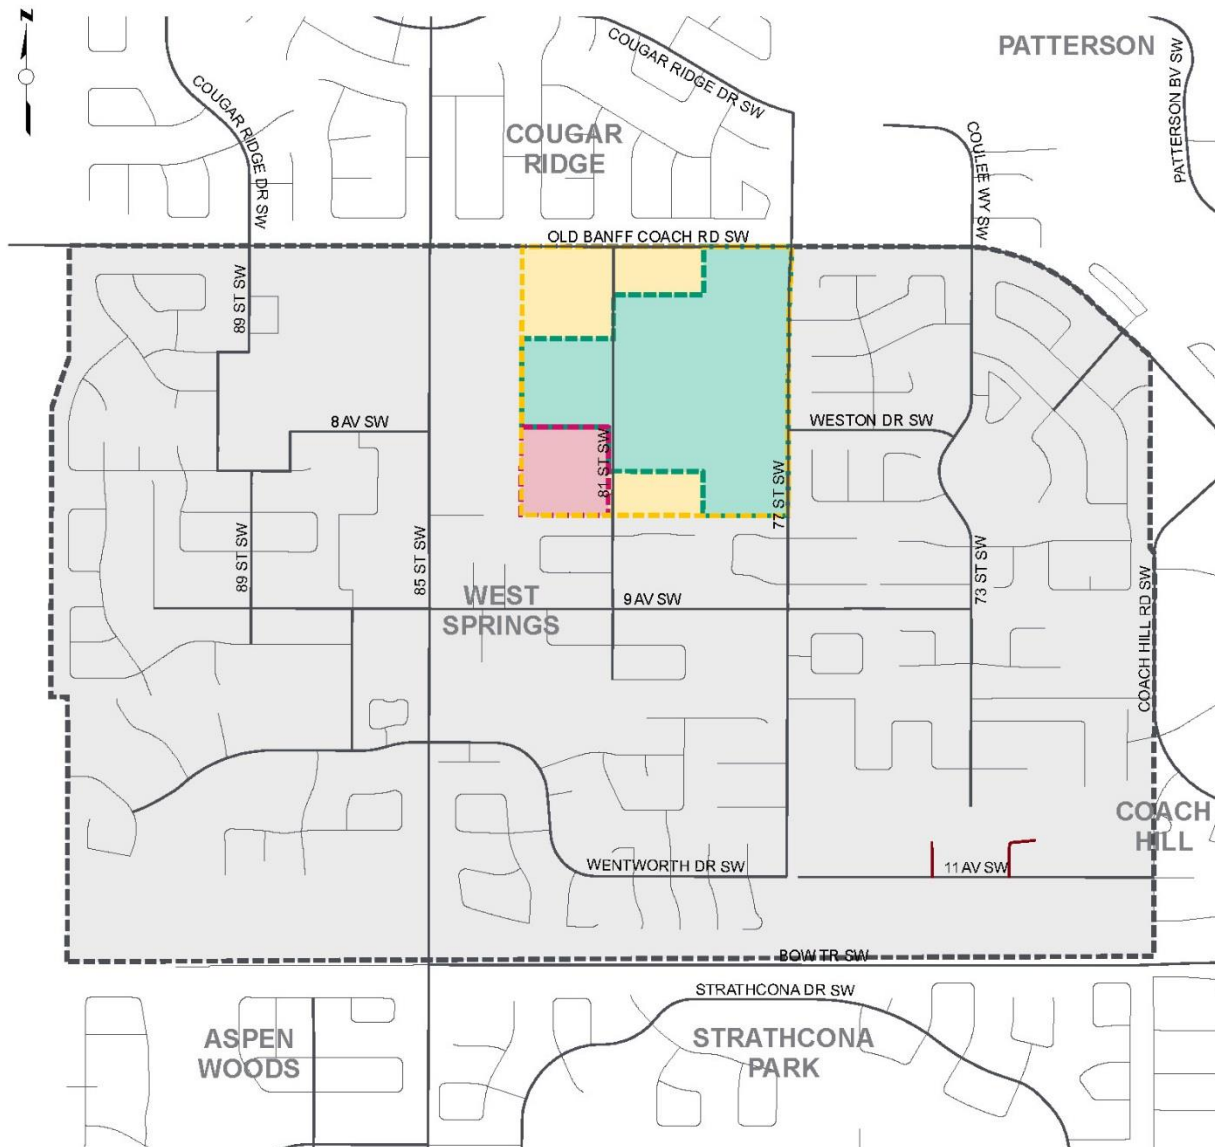 N
PATTERSON
COUGAR RIDGE DR SW
PATTERSON BV SW
COUGAR RIDGE DR SW
COUGAR
RIDGE
COULEE WY SW
OLD BANFF COACH RD SW
89 ST SW
8 AV SW
WESTON DR SW
81 ST SW
77 ST SW
89 ST SW
85 ST SW
73 ST SW
WEST
SPRINGS
9 AV SW
COACH HILL RD SW
COACH
HILL
WENTWORTH DR SW
11 AV SW
BOW TR SW
STRATHCONA DR SW
ASPEN
WOODS
STRATHCONA
PARK